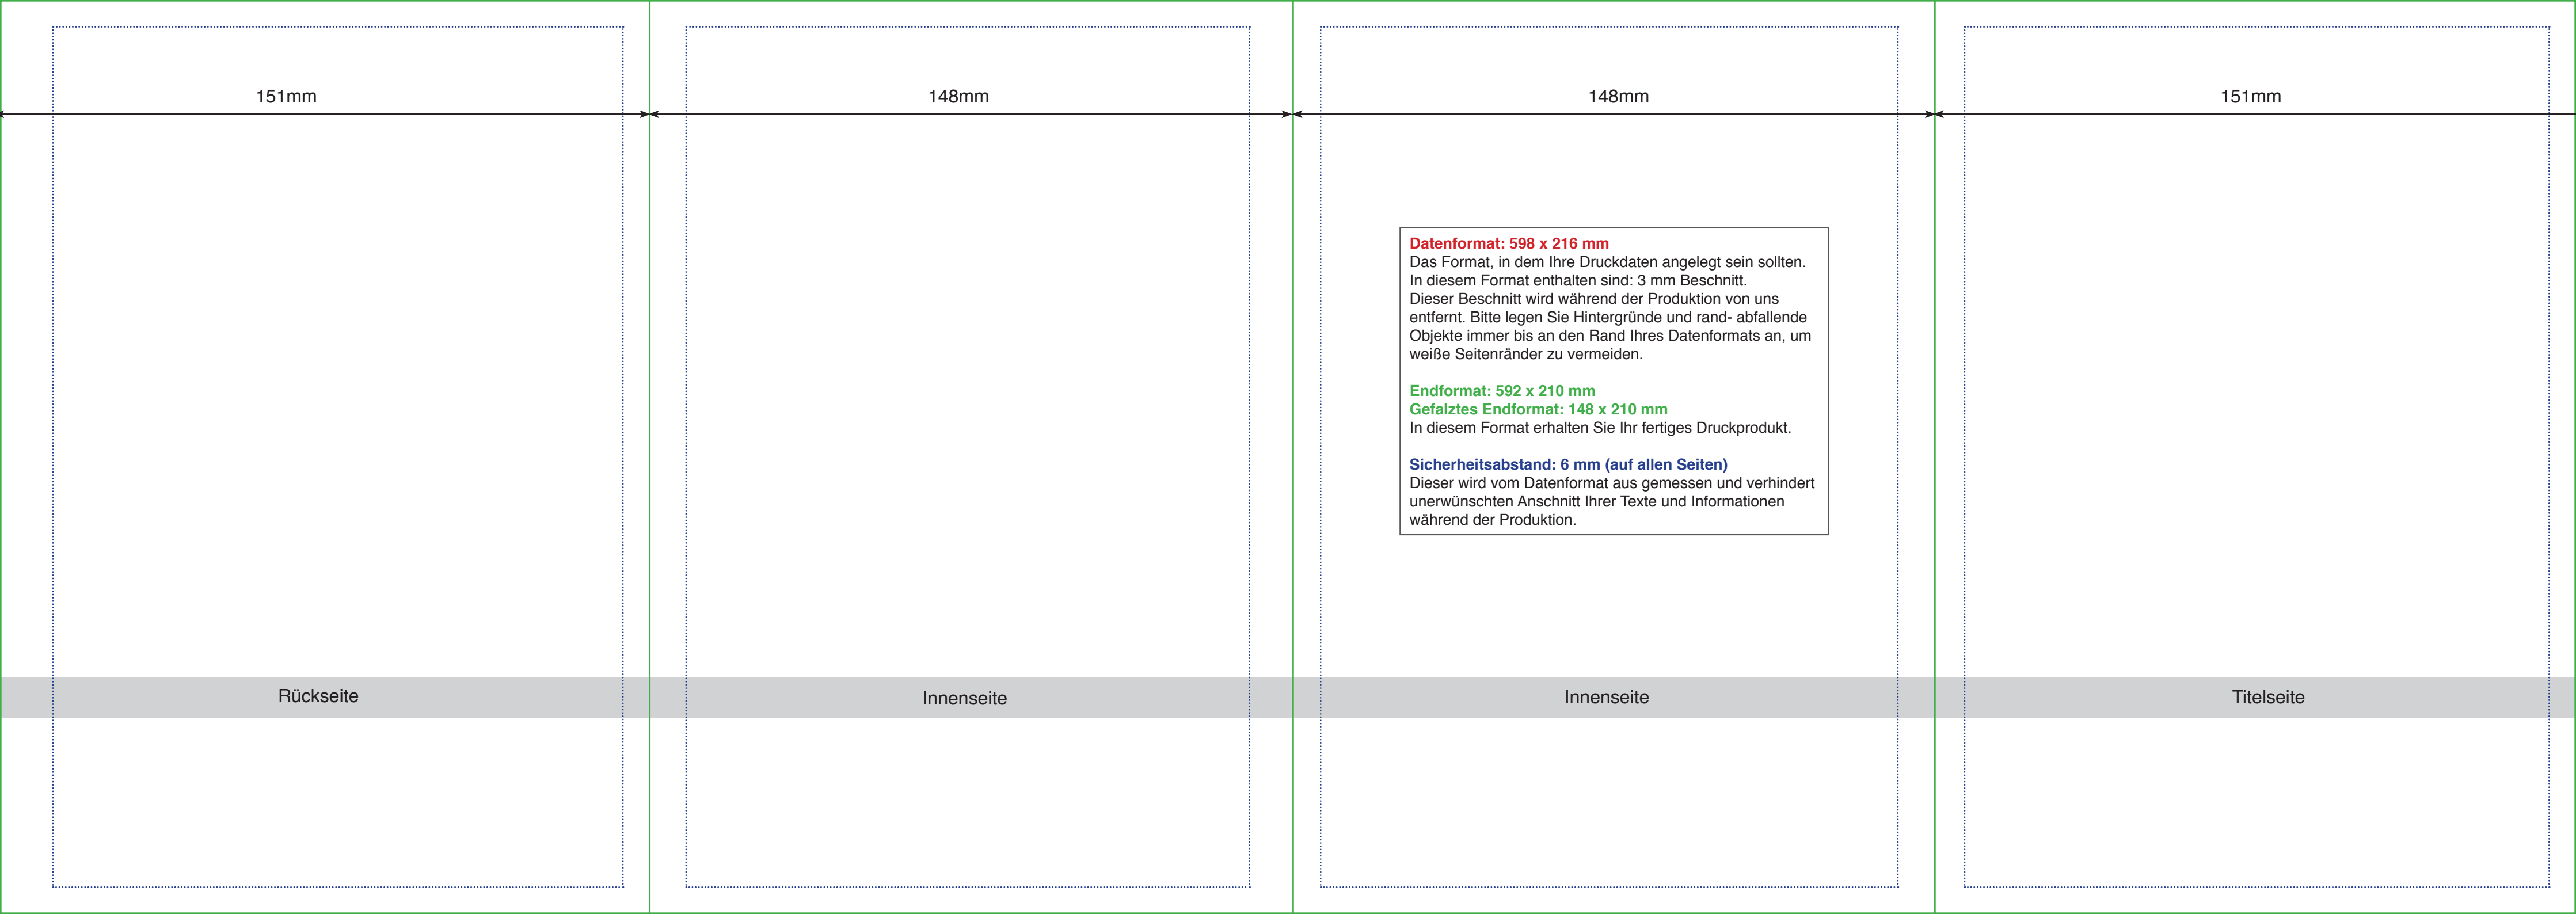 151mm
148mm
148mm
151mm
Datenformat: 598 x 216 mm
Das Format, in dem Ihre Druckdaten angelegt sein sollten.
In diesem Format enthalten sind: 3 mm Beschnitt.
Dieser Beschnitt wird während der Produktion von uns
entfernt. Bitte legen Sie Hintergründe und rand- abfallende
Objekte immer bis an den Rand Ihres Datenformats an, um
weiße Seitenränder zu vermeiden.
Endformat: 592 x 210 mm
Gefalztes Endformat: 148 x 210 mm
In diesem Format erhalten Sie Ihr fertiges Druckprodukt.
Sicherheitsabstand: 6 mm (auf allen Seiten)
Dieser wird vom Datenformat aus gemessen und verhindert
unerwünschten Anschnitt Ihrer Texte und Informationen
während der Produktion.
Rückseite
Innenseite
Innenseite
Titelseite